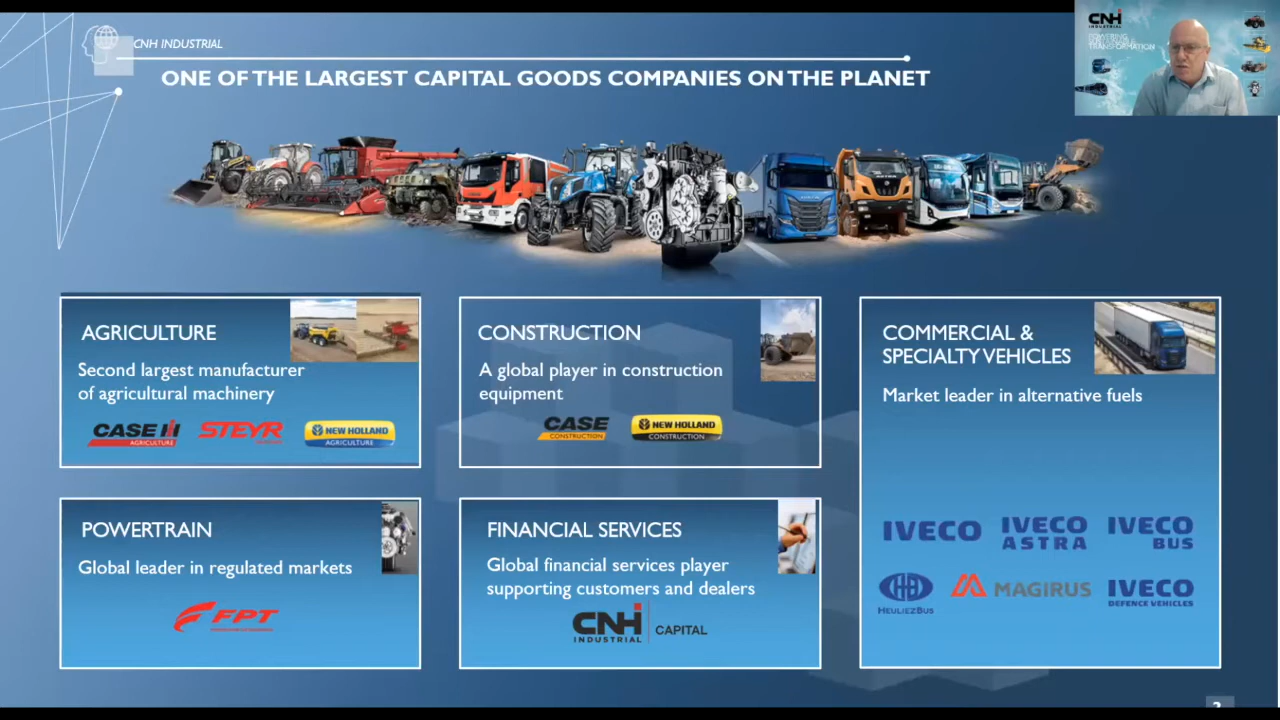 CNH INDUSTRIAL
ONE OF THE LARGEST CAPITAL GOODS COMPANIES ON THE PLANET
CNH
INDUSTRIAL
POWERING
TRANSFORMATION
AGRICULTURE
Second largest manufacturer
of agricultural machinery
CASE IH
AGRICULTURE
STEYR
NEW HOLLAND
AGRICULTURE
CONSTRUCTION
A global player in construction
equipment
CASE
CONSTRUCTION
NEW HOLLAND
CONSTRUCTION
COMMERCIAL &
SPECIALTY VEHICLES
Market leader in alternative fuels
IVECO
IVECO
ASTRA
IVECO
BUS
HEULIEZBUS
MAGIRUS
IVECO
DEFENCE VEHICLES
POWERTRAIN
Global leader in regulated markets
FPT
FINANCIAL SERVICES
Global financial services player
supporting customers and dealers
CNH
INDUSTRIAL
CAPITAL